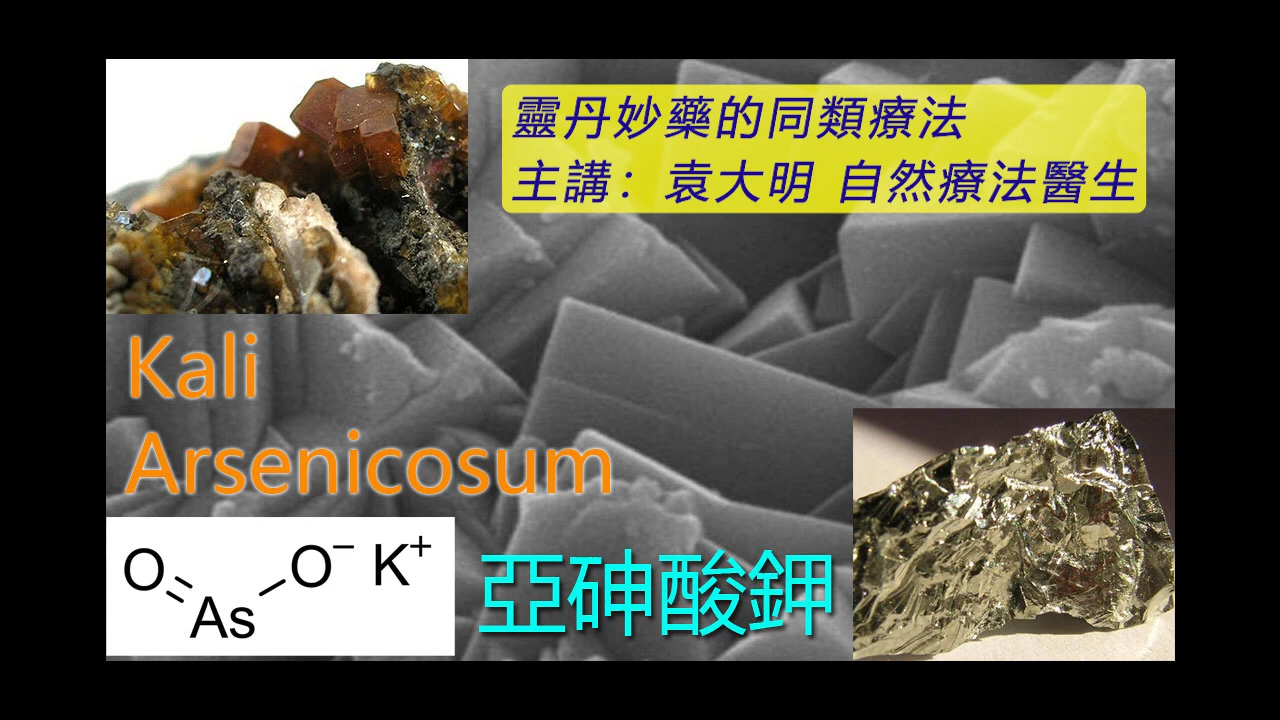 靈丹妙藥的同類療法
主講：袁大明 自然療法醫生
Kali
Arsenicosum
O As O− K+
亞砷酸鉀